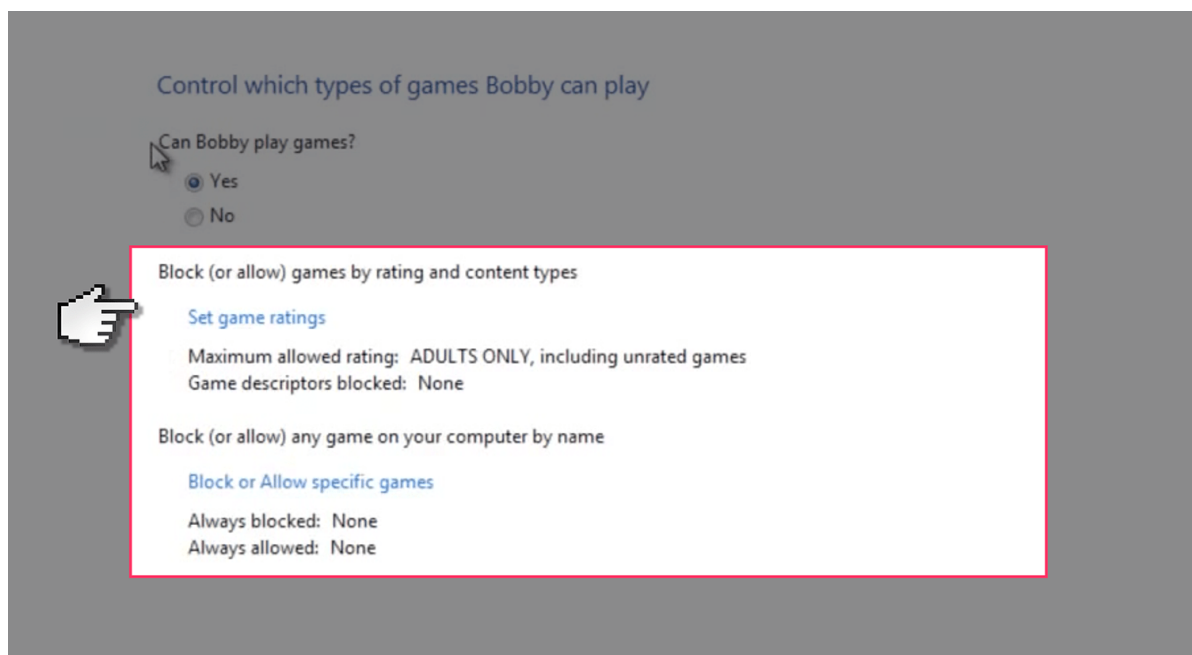 Control which types of games Bobby can play
Can Bobby play games?
Yes
No
Block (or allow) games by rating and content types
Set game ratings
Maximum allowed rating: ADULTS ONLY, including unrated games
Game descriptors blocked: None
Block (or allow) any game on your computer by name
Block or Allow specific games
Always blocked: None
Always allowed: None